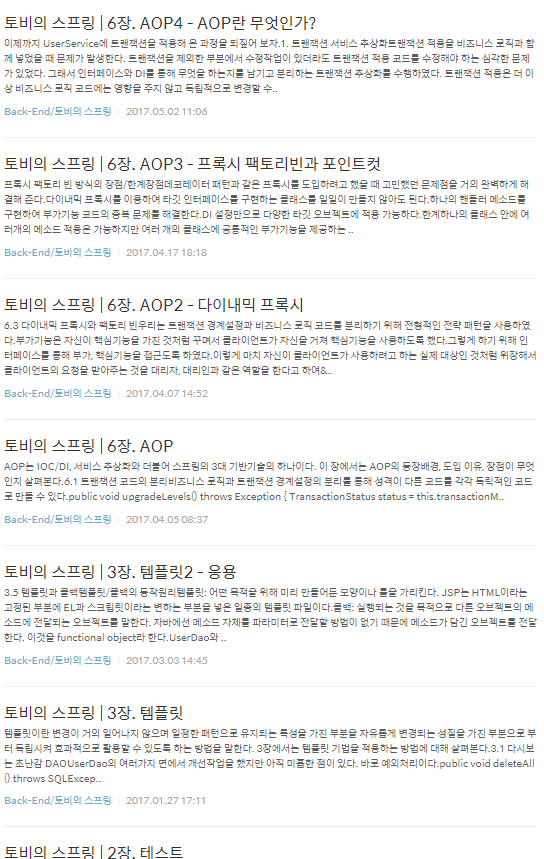 토비의 스프링 | 6장. AOP4 - AOP란 무엇인가?
이제까지 UserService에 트랜잭션을 적용해 온 과정을 되짚어 보자.1. 트랜잭션 서비스 추상화트랜잭션 적용을 비즈니스 로직과 함
께 넣었을 때 문제가 발생한다. 트랜잭션을 제외한 부분에서 수정작업이 있더라도 트랜잭션 적용 코드를 수정해야 하는 심각한 문제
가 있었다. 그래서 인터페이스와 DI를 통해 무엇을 하는지를 남기고 분리하는 트랜잭션 추상화를 수행하였다. 트랜잭션 적용은 더 이
상 비즈니스 로직 코드에는 영향을 주지 않고 독립적으로 변경할 수..
Back-End/토비의 스프링 | 2017.05.02 11:06
토비의 스프링 | 6장. AOP3 - 프록시 팩토리빈과 포인트컷
프록시 팩토리 빈 방식의 장점/한계장점데코레이터 패턴과 같은 프록시를 도입하려고 했을 때 고민했던 문제점을 거의 완벽하게 해
결해 준다.다이내믹 프록시를 이용하여 타깃 인터페이스를 구현하는 클래스를 일일이 만들지 않아도 된다.하나의 핸들러 메소드를
구현하여 부가기능 코드의 중복 문제를 해결한다.DI 설정만으로 다양한 타깃 오브젝트에 적용 가능하다.한계하나의 클래스 안에 여
러개의 메소드 적용은 가능하지만 여러 개의 클래스에 공통적인 부가기능을 제공하는 ..
Back-End/토비의 스프링 | 2017.04.17 18:18
토비의 스프링 | 6장. AOP2 - 다이내믹 프록시
6.3 다이내믹 프록시와 팩토리 빈우리는 트랜잭션 경계설정과 비즈니스 로직 코드를 분리하기 위해 전형적인 전략 패턴을 사용하였
다.부가기능은 자신이 핵심기능을 가진 것처럼 꾸며서 클라이언트가 자신을 거쳐 핵심기능을 사용하도록 했다.그렇게 하기 위해 인
터페이스를 통해 부가, 핵심기능을 접근도록 하였다.이렇게 마치 자신이 클라이언트가 사용하려고 하는 실제 대상인 것처럼 위장해서
클라이언트의 요청을 받아주는 것을 대리자, 대리인과 같은 역할을 한다고 하여&..
Back-End/토비의 스프링 | 2017.04.07 14:52
토비의 스프링 | 6장. AOP
AOP는 IOC/DI, 서비스 추상화와 더불어 스프링의 3대 기반기술의 하나이다. 이 장에서는 AOP의 등장배경, 도입 이유, 장점이 무엇
인지 살펴본다.6.1 트랜잭션 코드의 분리비즈니스 로직과 트랜잭션 경계설정의 분리를 통해 성격이 다른 코드를 각각 독릭적인 코드
로 만들 수 있다.public void upgradeLevels() throws Exception { TransactionStatus status = this.transactionM..
Back-End/토비의 스프링 | 2017.04.05 08:37
토비의 스프링 | 3장. 템플릿2 - 응용
3.5 템플릿과 콜백템플릿/콜백의 동작원리템플릿: 어떤 목적을 위해 미리 만들어둔 모양이나 틀을 가리킨다. JSP는 HTML이라는
고정된 부분에 EL과 스크립릿이라는 변하는 부분을 넣은 일종의 템플릿 파일이다.콜백: 실행되는 것을 목적으로 다른 오브젝트의 메
소드에 전달되는 오브젝트를 말한다. 자바에선 메소드 자체를 파라미터로 전달할 방법이 없기 때문에 메소드가 담긴 오브젝트를 전달
한다. 이것을 functional object라 한다.UserDao와 ..
Back-End/토비의 스프링 | 2017.03.03 14:45
토비의 스프링 | 3장. 템플릿
템플릿이란 변경이 거의 일어나지 않으며 일정한 패턴으로 유지되는 특성을 가진 부분을 자유롭게 변경되는 성질을 가진 부분으로부
터 독립시켜 효과적으로 활용할 수 있도록 하는 방법을 말한다. 3장에서는 템플릿 기법을 적용하는 방법에 대해 살펴본다.3.1 다시보
는 초난감 DAOUserDao의 여러가지 면에서 개선작업을 했지만 아직 미흡한 점이 있다. 바로 예외처리이다.public void deleteAll
() throws SQLExcep..
Back-End/토비의 스프링 | 2017.01.27 17:11
토비의 스프링 | 2장. 테스트